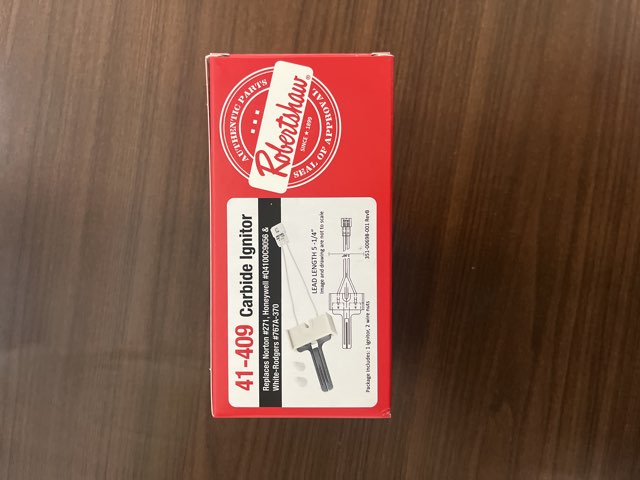 AUTHENTIC PARTS
Robertshaw®
SINCE 1899
SEAL OF APPROVAL
41-409 Carbide Ignitor
Replaces Norton #271, Honeywell #Q4100C9056 &
White-Rodgers #767A-370
LEAD LENGTH 5 -1/4"
Image and drawing are not to scale
351-00698-001 RevB
Package includes: 1 ignitor, 2 wire nuts